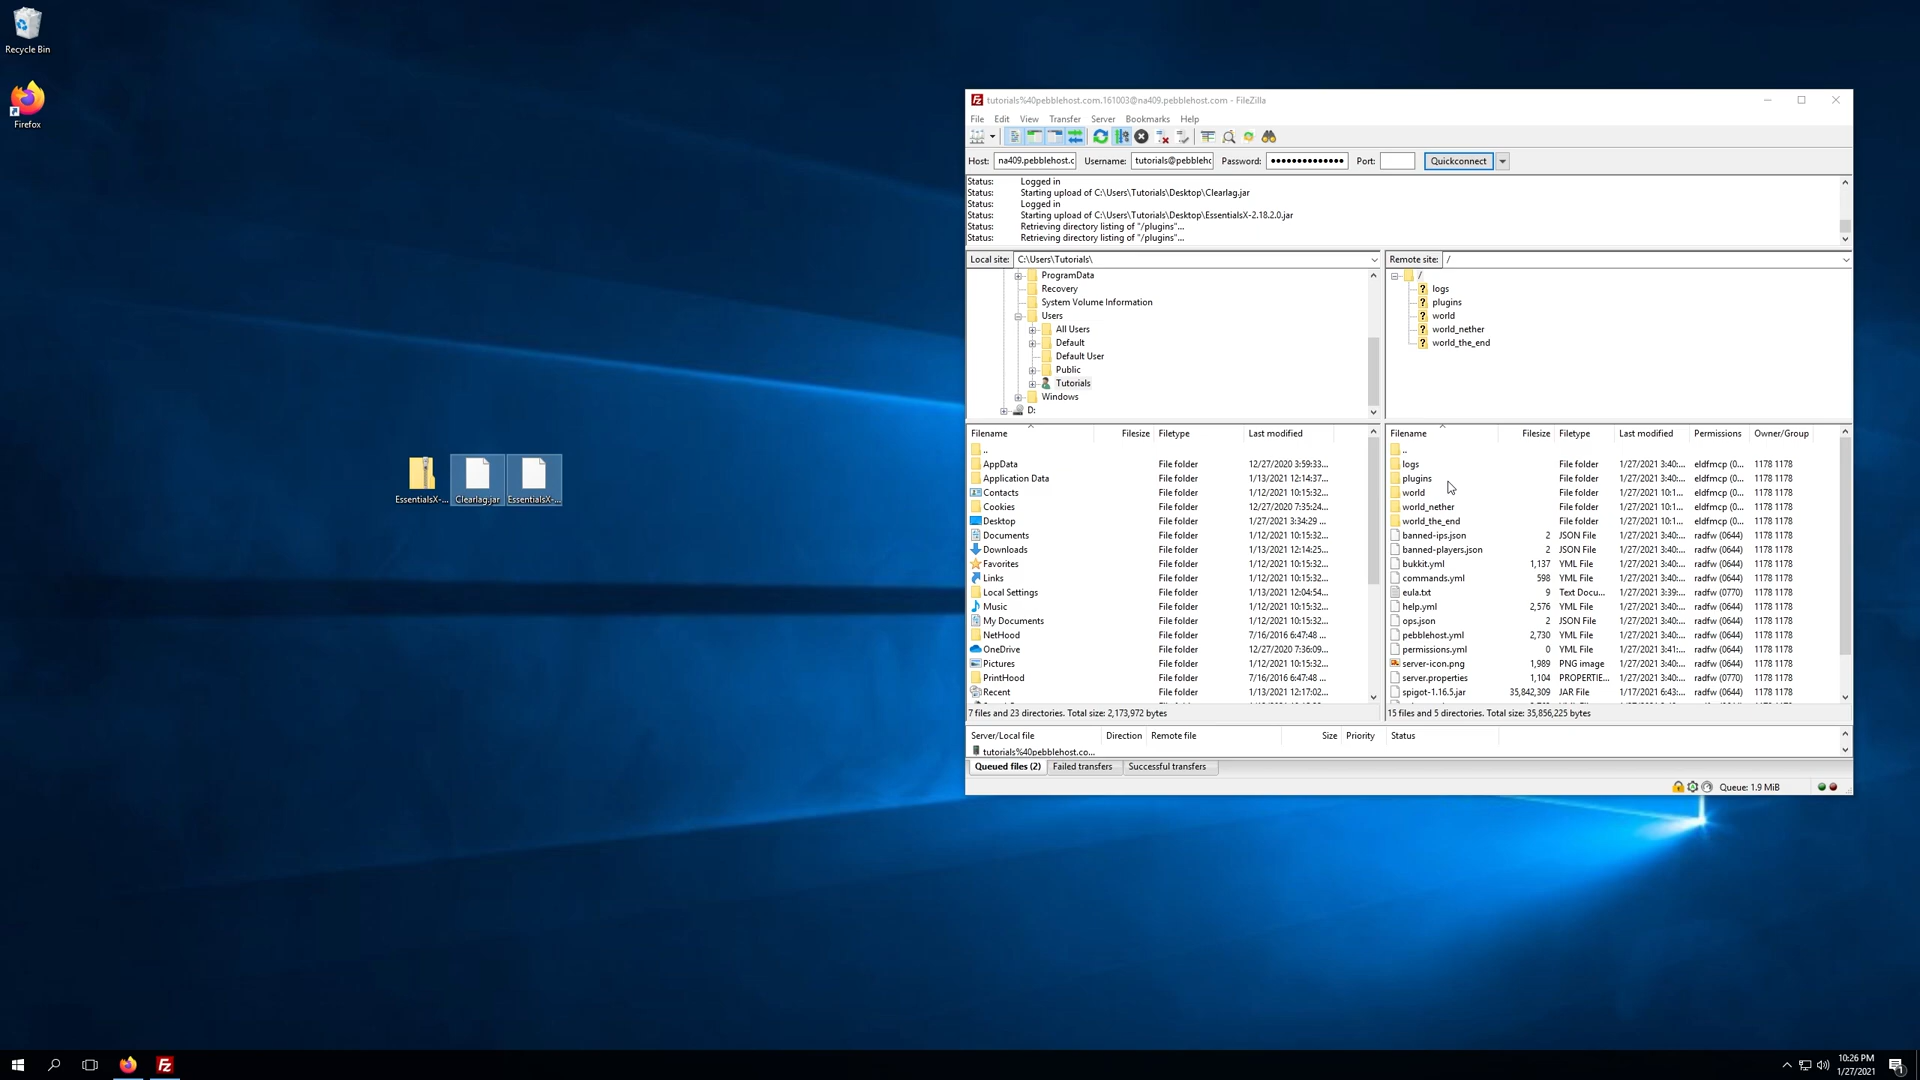 Recycle Bin
Firefox
EssentialsX-...
Clearlag.jar
EssentialsX-...
tutorials%40pebblehost.com.161003@na409.pebblehost.com - FileZilla
File Edit View Transfer Server Bookmarks Help
Host: na409.pebblehost.c Username: tutorials@pebblehc Password: ●●●●●●●●●●●●●● Port: Quickconnect
Status: Logged in
Status: Starting upload of C:\Users\Tutorials\Desktop\Clearlag.jar
Status: Logged in
Status: Starting upload of C:\Users\Tutorials\Desktop\EssentialsX-2.18.2.0.jar
Status: Retrieving directory listing of "/plugins"...
Status: Retrieving directory listing of "/plugins"...
Local site: C:\Users\Tutorials\
ProgramData
Recovery
System Volume Information
Users
All Users
Default
Default User
Public
Tutorials
Windows
D:
Remote site: /
/
? logs
? plugins
? world
? world_nether
? world_the_end
Filename Filesize Filetype Last modified
..
AppData File folder 12/27/2020 3:59:33...
Application Data File folder 1/13/2021 12:14:37...
Contacts File folder 1/12/2021 10:15:32...
Cookies File folder 12/27/2020 7:35:24...
Desktop File folder 1/27/2021 3:34:29 ...
Documents File folder 1/12/2021 10:15:32...
Downloads File folder 1/13/2021 12:14:25...
Favorites File folder 1/12/2021 10:15:32...
Links File folder 1/12/2021 10:15:32...
Local Settings File folder 1/13/2021 12:04:54...
Music File folder 1/12/2021 10:15:32...
My Documents File folder 1/12/2021 10:15:32...
NetHood File folder 7/16/2016 6:47:48 ...
OneDrive File folder 12/27/2020 7:36:09...
Pictures File folder 1/12/2021 10:15:32...
PrintHood File folder 7/16/2016 6:47:48 ...
Recent File folder 1/13/2021 12:17:02...
7 files and 23 directories. Total size: 2,173,972 bytes
Filename Filesize Filetype Last modified Permissions Owner/Group
..
logs File folder 1/27/2021 3:40:... eldfmcp (0... 1178 1178
plugins File folder 1/27/2021 3:40:... eldfmcp (0... 1178 1178
world File folder 1/27/2021 10:1... eldfmcp (0... 1178 1178
world_nether File folder 1/27/2021 10:1... eldfmcp (0... 1178 1178
world_the_end File folder 1/27/2021 10:1... eldfmcp (0... 1178 1178
banned-ips.json 2 JSON File 1/27/2021 3:40:... radfw (0644) 1178 1178
banned-players.json 2 JSON File 1/27/2021 3:40:... radfw (0644) 1178 1178
bukkit.yml 1,137 YML File 1/27/2021 3:40:... radfw (0644) 1178 1178
commands.yml 598 YML File 1/27/2021 3:40:... radfw (0644) 1178 1178
eula.txt 9 Text Docu... 1/27/2021 3:39:... radfw (0770) 1178 1178
help.yml 2,576 YML File 1/27/2021 3:40:... radfw (0644) 1178 1178
ops.json 2 JSON File 1/27/2021 3:40:... radfw (0644) 1178 1178
pebblehost.yml 2,730 YML File 1/27/2021 3:40:... radfw (0644) 1178 1178
permissions.yml 0 YML File 1/27/2021 3:41:... radfw (0644) 1178 1178
server-icon.png 1,989 PNG image 1/27/2021 3:40:... radfw (0644) 1178 1178
server.properties 1,104 PROPERTIE... 1/27/2021 3:40:... radfw (0770) 1178 1178
spigot-1.16.5.jar 35,842,309 JAR File 1/17/2021 6:43:... radfw (0644) 1178 1178
15 files and 5 directories. Total size: 35,856,225 bytes
Server/Local file Direction Remote file Size Priority Status
tutorials%40pebblehost.co...
Queued files (2) Failed transfers Successful transfers
Queue: 1.9 MiB
10:26 PM
1/27/2021